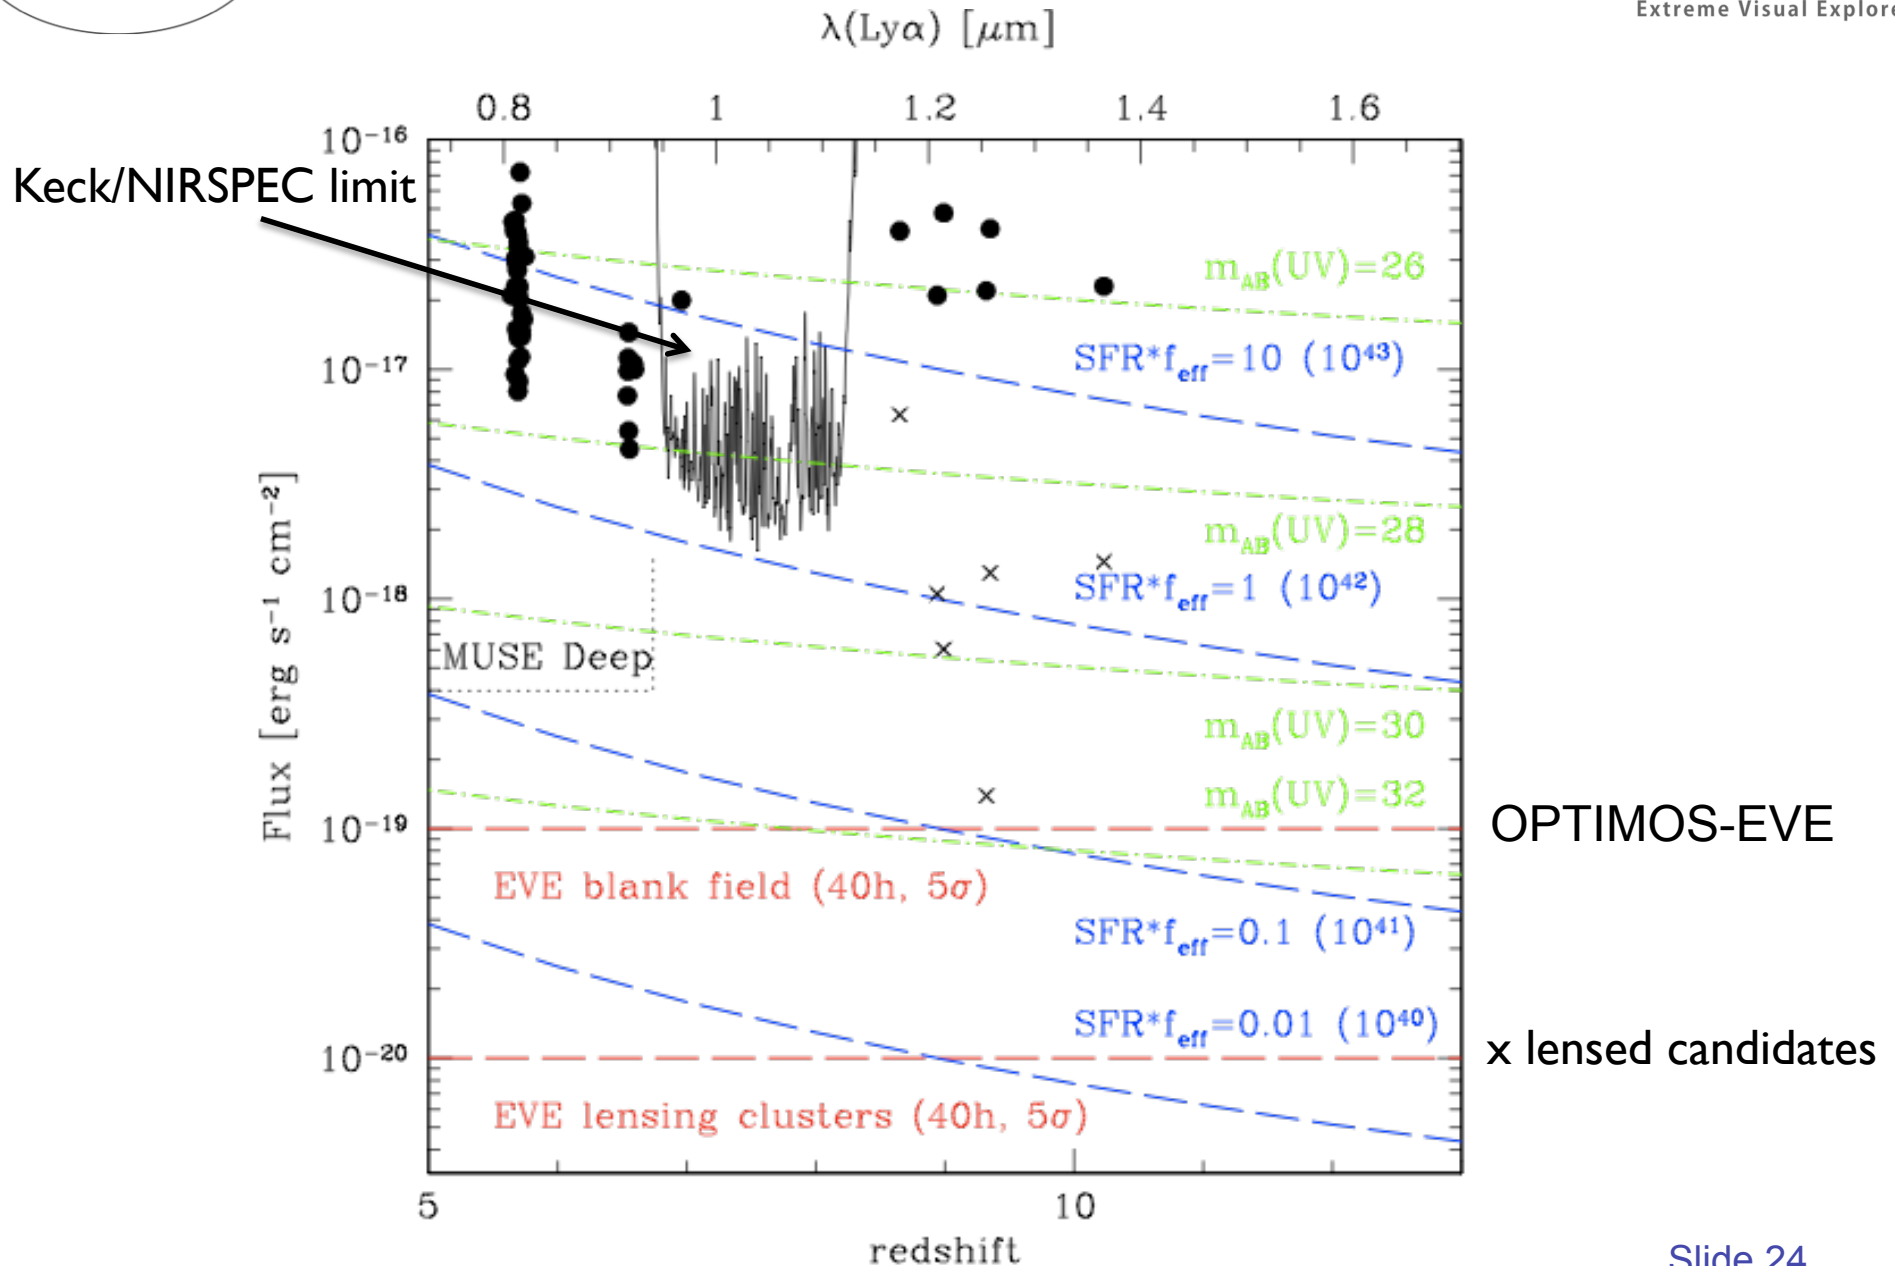 Extreme Visual Explore
λ(Lyα) [μm]
0.8 1 1.2 1.4 1.6
Keck/NIRSPEC limit
10⁻¹⁶
10⁻¹⁷
10⁻¹⁸
10⁻¹⁹
10⁻²⁰
Flux [erg s⁻¹ cm⁻²]
m_AB(UV)=26
SFR*f_eff=10 (10⁴³)
m_AB(UV)=28
SFR*f_eff=1 (10⁴²)
MUSE Deep
m_AB(UV)=30
m_AB(UV)=32
OPTIMOS-EVE
EVE blank field (40h, 5σ)
SFR*f_eff=0.1 (10⁴¹)
SFR*f_eff=0.01 (10⁴⁰)
x lensed candidates
EVE lensing clusters (40h, 5σ)
5 10
redshift
Slide 24